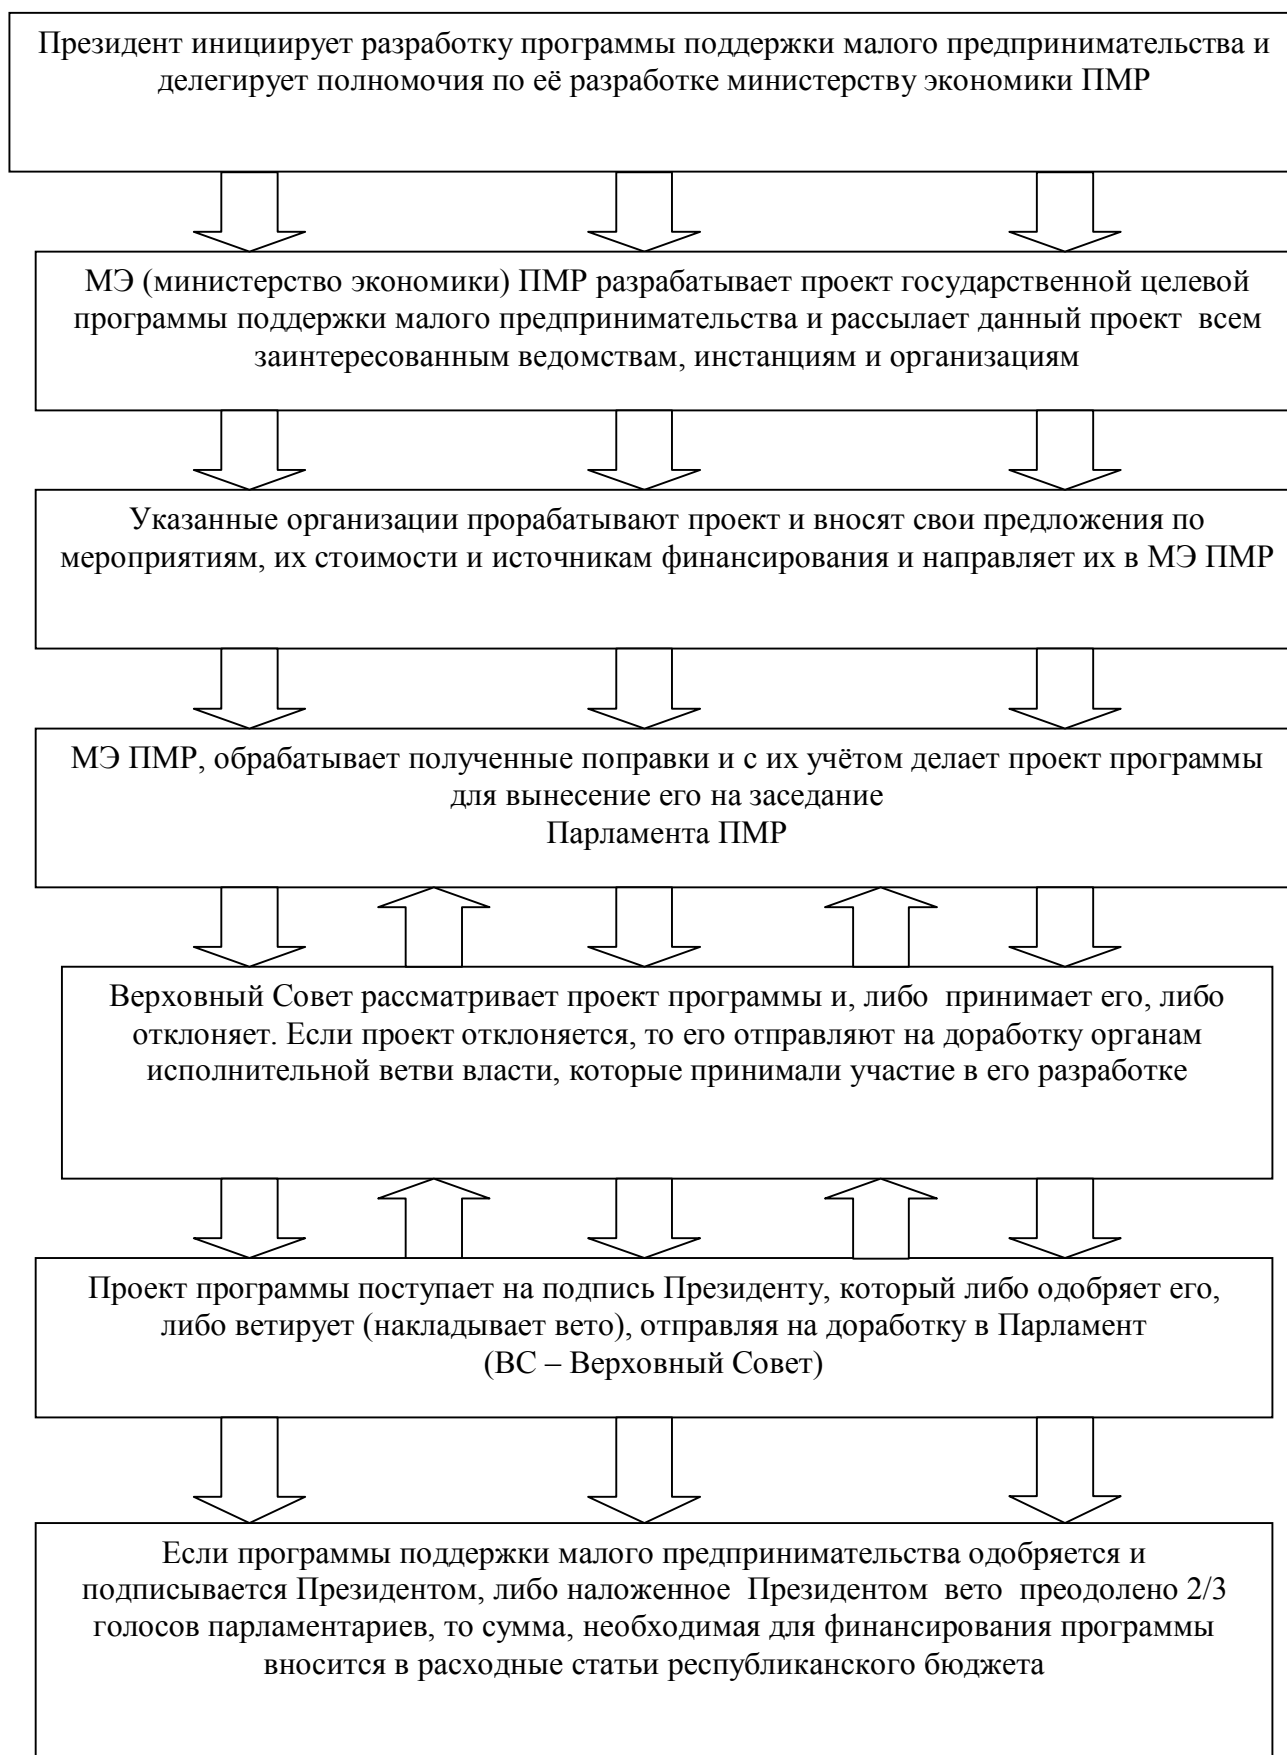 Президент инициирует разработку программы поддержки малого предпринимательства и
делегирует полномочия по её разработке министерству экономики ПМР
МЭ (министерство экономики) ПМР разрабатывает проект государственной целевой
программы поддержки малого предпринимательства и рассылает данный проект  всем
заинтересованным ведомствам, инстанциям и организациям
Указанные организации прорабатывают проект и вносят свои предложения по
мероприятиям, их стоимости и источникам финансирования и направляет их в МЭ ПМР
МЭ ПМР, обрабатывает полученные поправки и с их учётом делает проект программы
для вынесение его на заседание
Парламента ПМР
Верховный Совет рассматривает проект программы и, либо  принимает его, либо
отклоняет. Если проект отклоняется, то его отправляют на доработку органам
исполнительной ветви власти, которые принимали участие в его разработке
Проект программы поступает на подпись Президенту, который либо одобряет его,
либо ветирует (накладывает вето), отправляя на доработку в Парламент
(ВС – Верховный Совет)
Если программы поддержки малого предпринимательства одобряется и
подписывается Президентом, либо наложенное  Президентом  вето  преодолено 2/3
голосов парламентариев, то сумма, необходимая для финансирования программы
вносится в расходные статьи республиканского бюджета